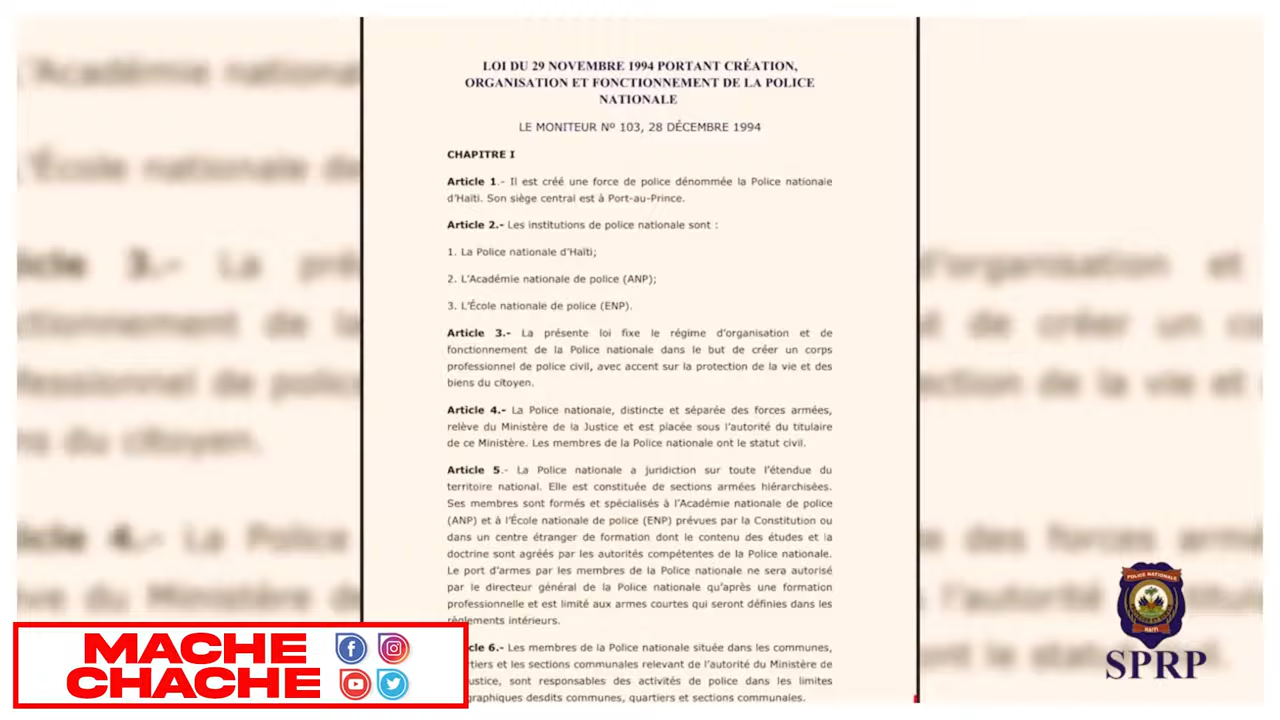 LOI DU 29 NOVEMBRE 1994 PORTANT CRÉATION,
ORGANISATION ET FONCTIONNEMENT DE LA POLICE
NATIONALE
LE MONITEUR Nº 103, 28 DÉCEMBRE 1994
CHAPITRE I
Article 1.- Il est créé une force de police dénommée la Police nationale
d'Haïti. Son siège central est à Port-au-Prince.
Article 2.- Les institutions de police nationale sont :
1. La Police nationale d'Haïti;
2. L'Académie nationale de police (ANP);
3. L'École nationale de police (ENP).
Article 3.- La présente loi fixe le régime d'organisation et de
fonctionnement de la Police nationale dans le but de créer un corps
professionnel de police civil, avec accent sur la protection de la vie et des
biens du citoyen.
Article 4.- La Police nationale, distincte et séparée des forces armées,
relève du Ministère de la Justice et est placée sous l'autorité du titulaire
de ce Ministère. Les membres de la Police nationale ont le statut civil.
Article 5.- La Police nationale a juridiction sur toute l'étendue du
territoire national. Elle est constituée de sections armées hiérarchisées.
Ses membres sont formés et spécialisés à l'Académie nationale de police
(ANP) et à l'École nationale de police (ENP) prévues par la Constitution ou
dans un centre étranger de formation dont le contenu des études et la
doctrine sont agréés par les autorités compétentes de la Police nationale.
Le port d'armes par les membres de la Police nationale ne sera autorisé
par le directeur général de la Police nationale qu'après une formation
professionnelle et est limité aux armes courtes qui seront définies dans les
règlements intérieurs.
cle 6.- Les membres de la Police nationale située dans les communes,
rtiers et les sections communales relevant de l'autorité du Ministère de
ustice, sont responsables des activités de police dans les limites
graphiques desdits communes, quartiers et sections communales.
MACHE
CHACHE
POLICE NATIONALE
HAITI
SPRP